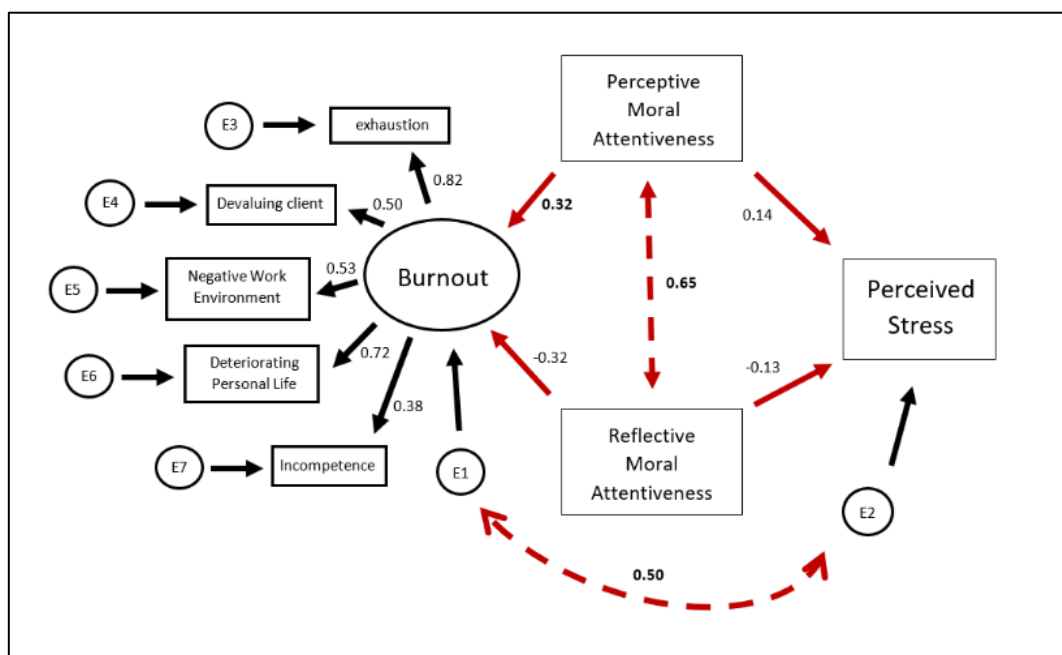 Perceptive
Moral
Attentiveness
E3
exhaustion
0.82
E4
Devaluing client
0.50
0.32
0.14
E5
Negative Work
Environment
0.53
Burnout
0.65
Perceived
Stress
E6
Deteriorating
Personal Life
0.72
-0.32
-0.13
0.38
E7
Incompetence
E1
Reflective
Moral
Attentiveness
E2
0.50